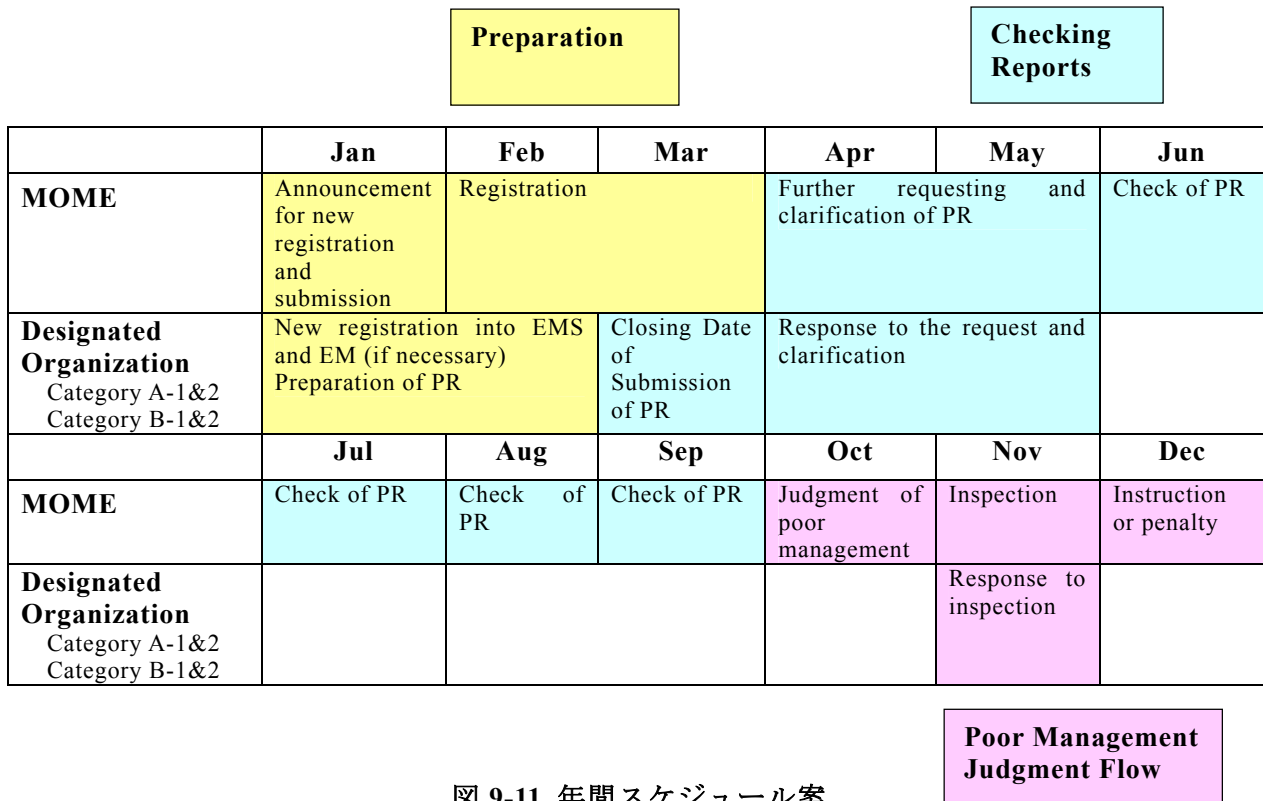 Preparation
Checking
Reports
Jan Feb Mar Apr May Jun
MOME
Announcement
for new
registration
and
submission
Registration
Further requesting and
clarification of PR
Check of PR
Designated
Organization
Category A-1&2
Category B-1&2
New registration into EMS
and EM (if necessary)
Preparation of PR
Closing Date
of
Submission
of PR
Response to the request and
clarification
Jul Aug Sep Oct Nov Dec
MOME
Check of PR
Check of
PR
Check of PR
Judgment of
poor
management
Inspection
Instruction
or penalty
Designated
Organization
Category A-1&2
Category B-1&2
Response to
inspection
Poor Management
Judgment Flow
図 9-11 年間スケジュール案